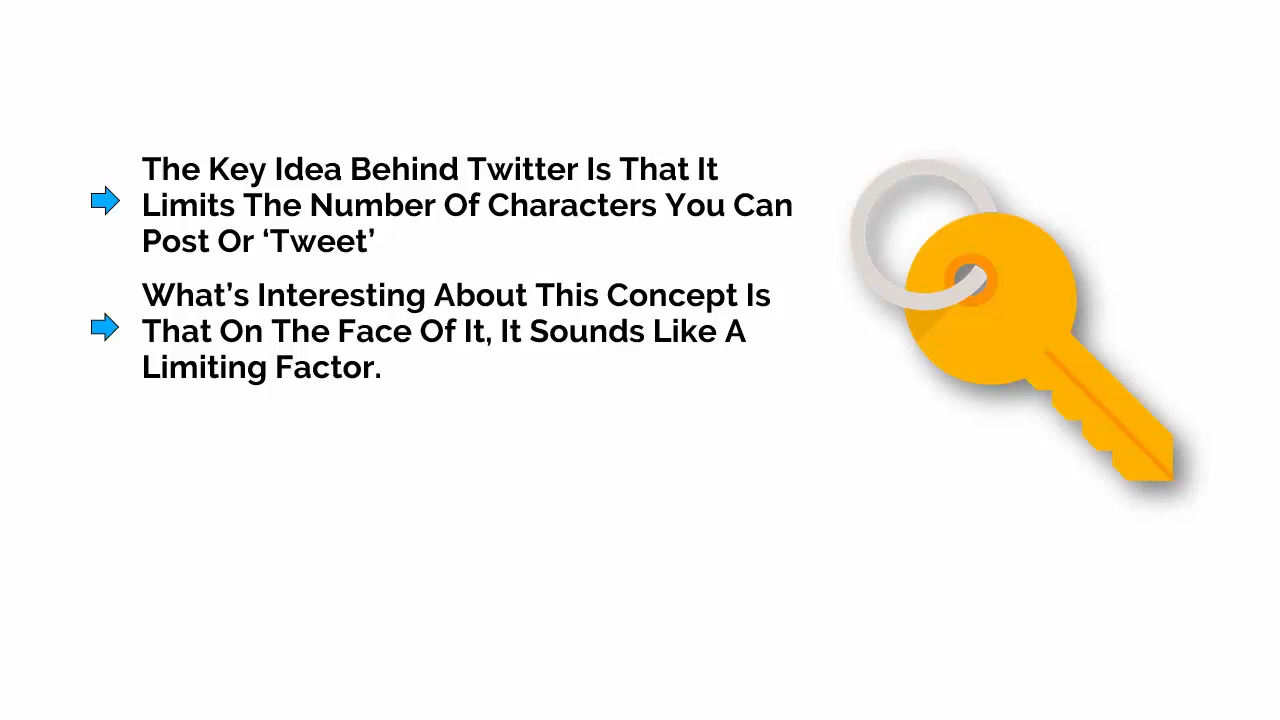 The Key Idea Behind Twitter Is That It
Limits The Number Of Characters You Can
Post Or ‘Tweet’
What’s Interesting About This Concept Is
That On The Face Of It, It Sounds Like A
Limiting Factor.